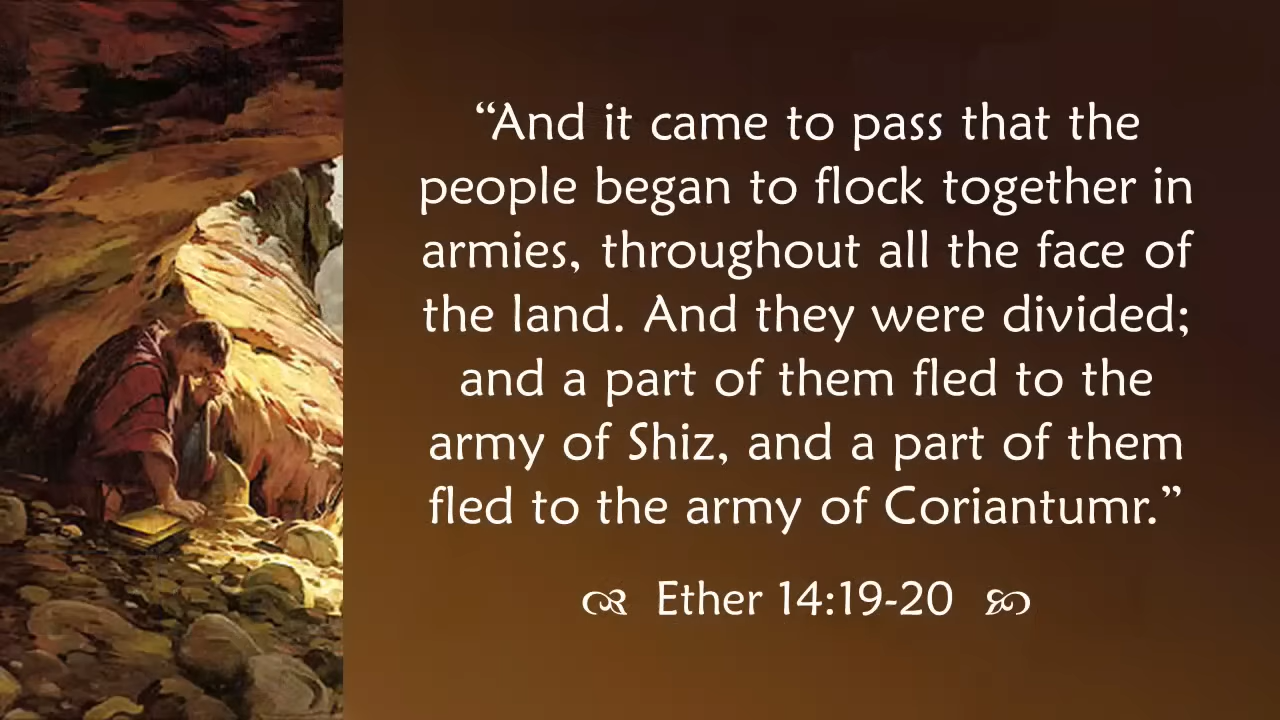 “And it came to pass that the
people began to flock together in
armies, throughout all the face of
the land. And they were divided;
and a part of them fled to the
army of Shiz, and a part of them
fled to the army of Coriantumr.”
Ether 14:19-20